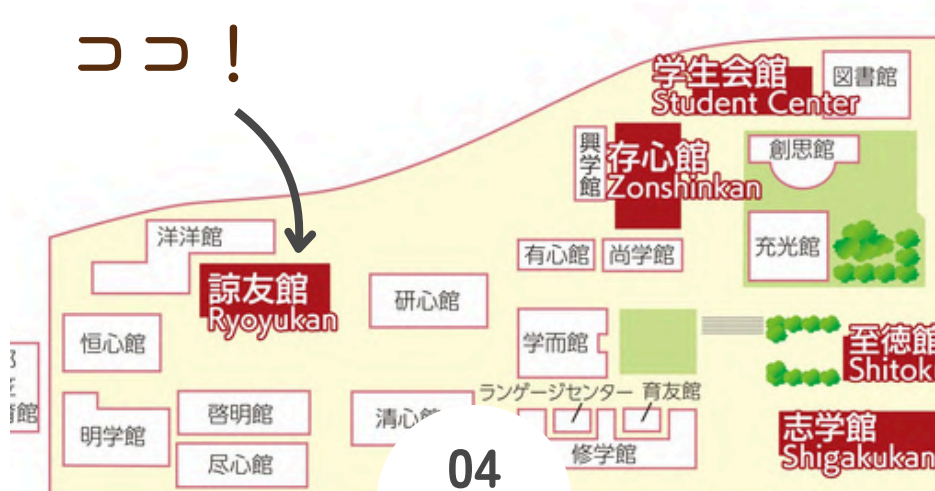 ココ！
学生会館
Student Center
図書館
興学館
存心館
Zonshinkan
創思館
洋洋館
有心館
尚学館
充光館
諒友館
Ryoyukan
研心館
恒心館
学而館
至徳館
Shitok
ランゲージセンター
育友館
啓明館
清心
明学館
志学館
Shigakukan
尽心館
修学館
04